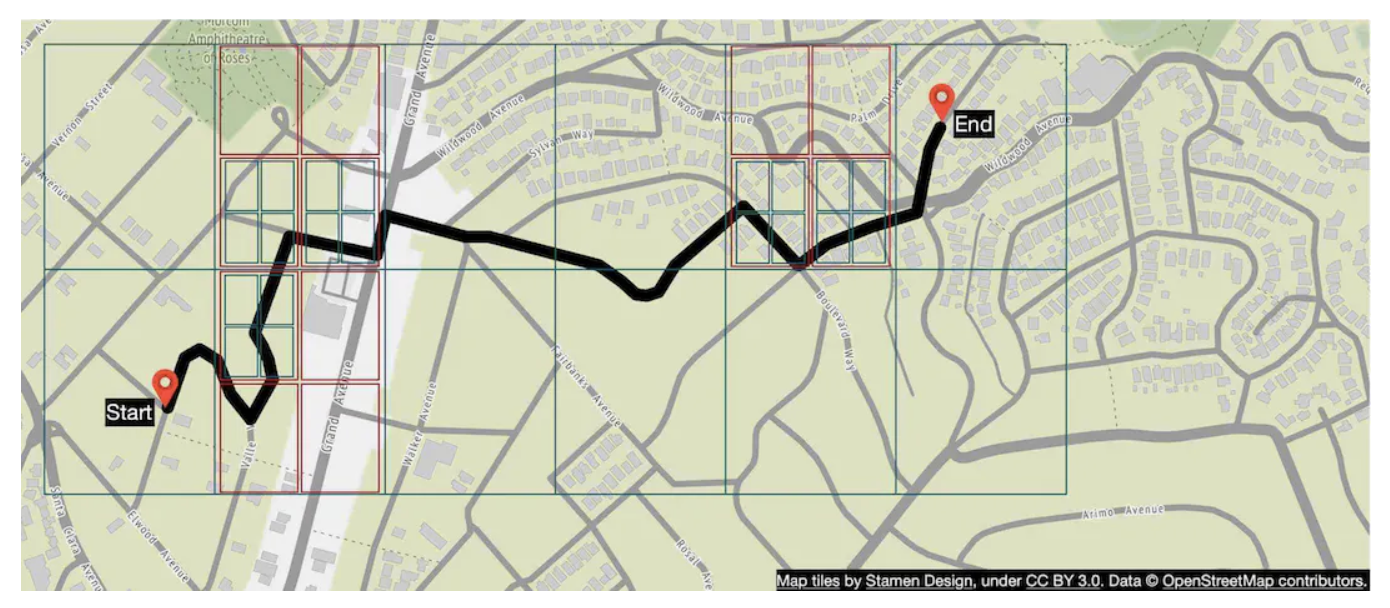 Morcom
Amphitheatre
of Roses
Vernon Street
Avenue
Grand Avenue
Wildwood Avenue
Sylvan Way
Wildwood Avenue
Palm Drive
End
Wildwood Avenue
Boulevard Way
Start
Fairbanks Avenue
Grand Avenue
Walker Avenue
Valle
Santa Clara Avenue
Elwood Avenue
Rosal Ave
Arimo Avenue
Map tiles by Stamen Design, under CC BY 3.0. Data © OpenStreetMap contributors.